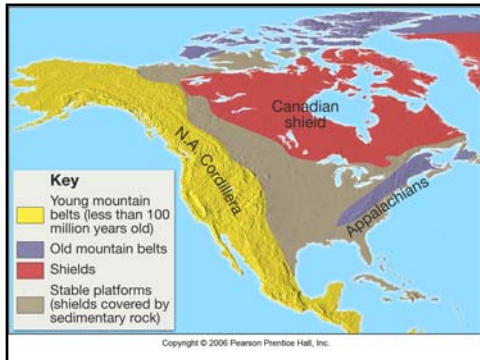 Canadian
shield
N.A. Cordillera
Appalachians
Key
Young mountain
belts (less than 100
million years old)
Old mountain belts
Shields
Stable platforms
(shields covered by
sedimentary rock)
Copyright © 2006 Pearson Prentice Hall, Inc.